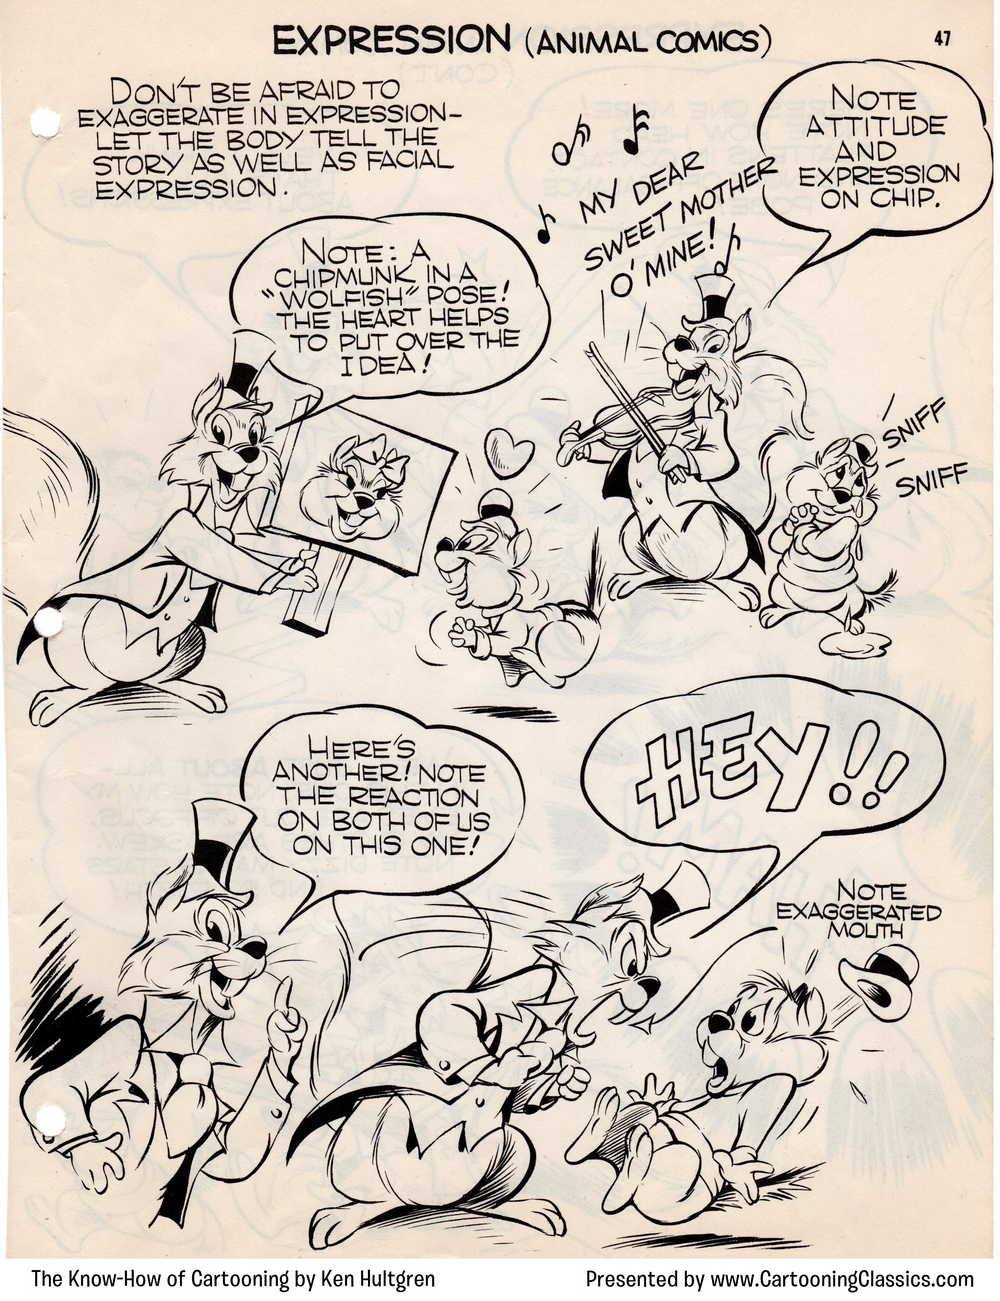 EXPRESSION (ANIMAL COMICS)
47
DON'T BE AFRAID TO
EXAGGERATE IN EXPRESSION-
LET THE BODY TELL THE
STORY AS WELL AS FACIAL
EXPRESSION.
NOTE: A
CHIPMUNK IN A
"WOLFISH" POSE!
THE HEART HELPS
TO PUT OVER THE
IDEA!
MY DEAR
SWEET MOTHER
O' MINE!
NOTE
ATTITUDE
AND
EXPRESSION
ON CHIP.
SNIFF
SNIFF
HERE'S
ANOTHER! NOTE
THE REACTION
ON BOTH OF US
ON THIS ONE!
HEY!!
NOTE
EXAGGERATED
MOUTH
The Know-How of Cartooning by Ken Hultgren
Presented by www.CartooningClassics.com